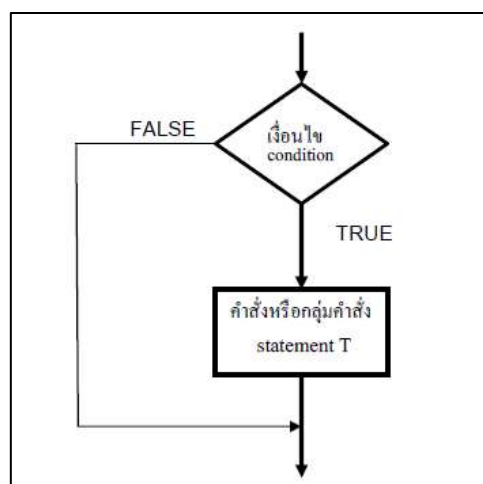 เงื่อนไข
condition
FALSE
TRUE
คำสั่งหรือกลุ่มคำสั่ง
statement T